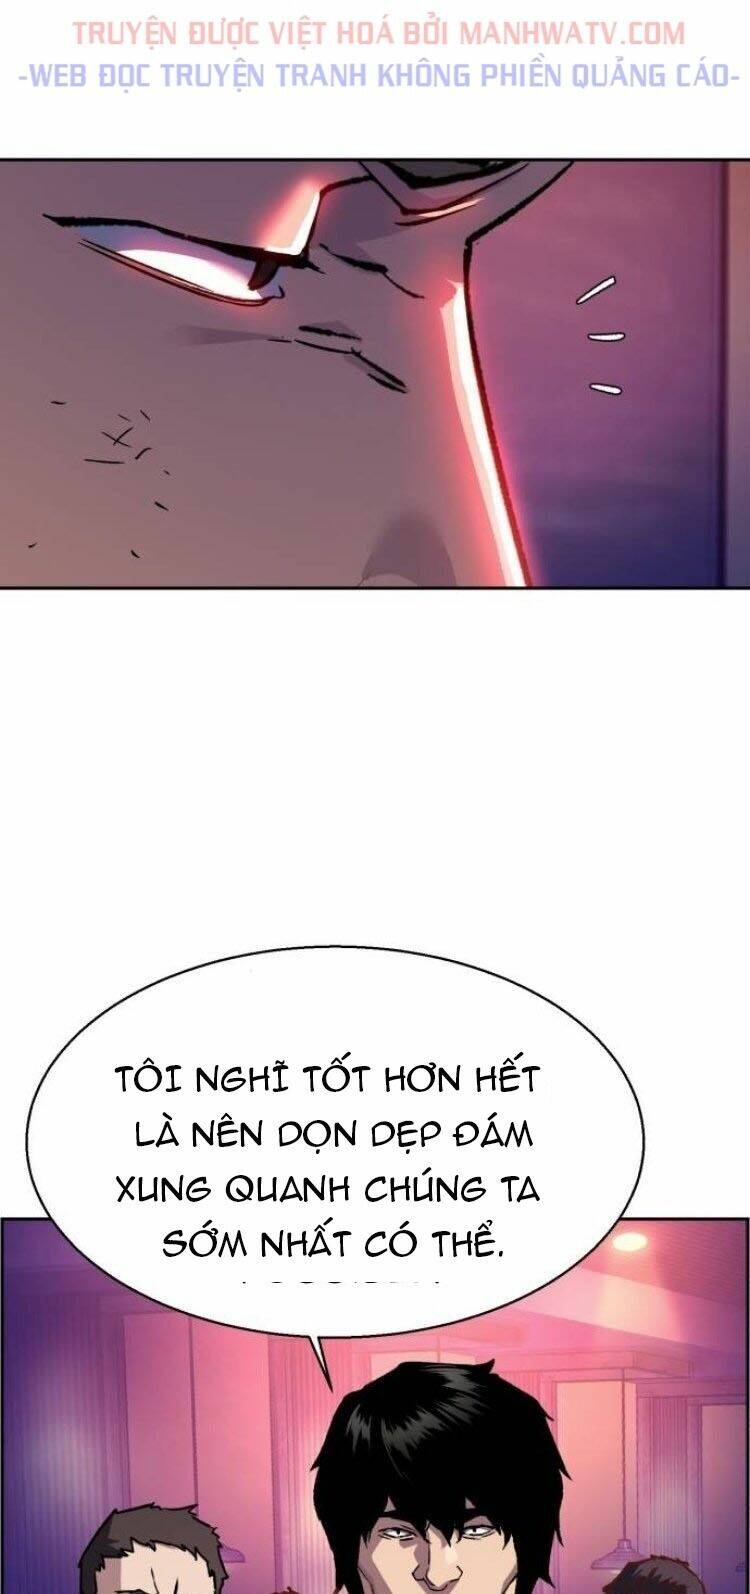 TRUYỆN ĐƯỢC VIỆT HOÁ BỞI MANHWATV.COM
-WEB ĐỌC TRUYỆN TRANH KHÔNG PHIỀN QUẢNG CÁO-
TÔI NGHĨ TỐT HƠN HẾT
LÀ NÊN DỌN DẸP ĐÁM
XUNG QUANH CHÚNG TA
SỚM NHẤT CÓ THỂ.